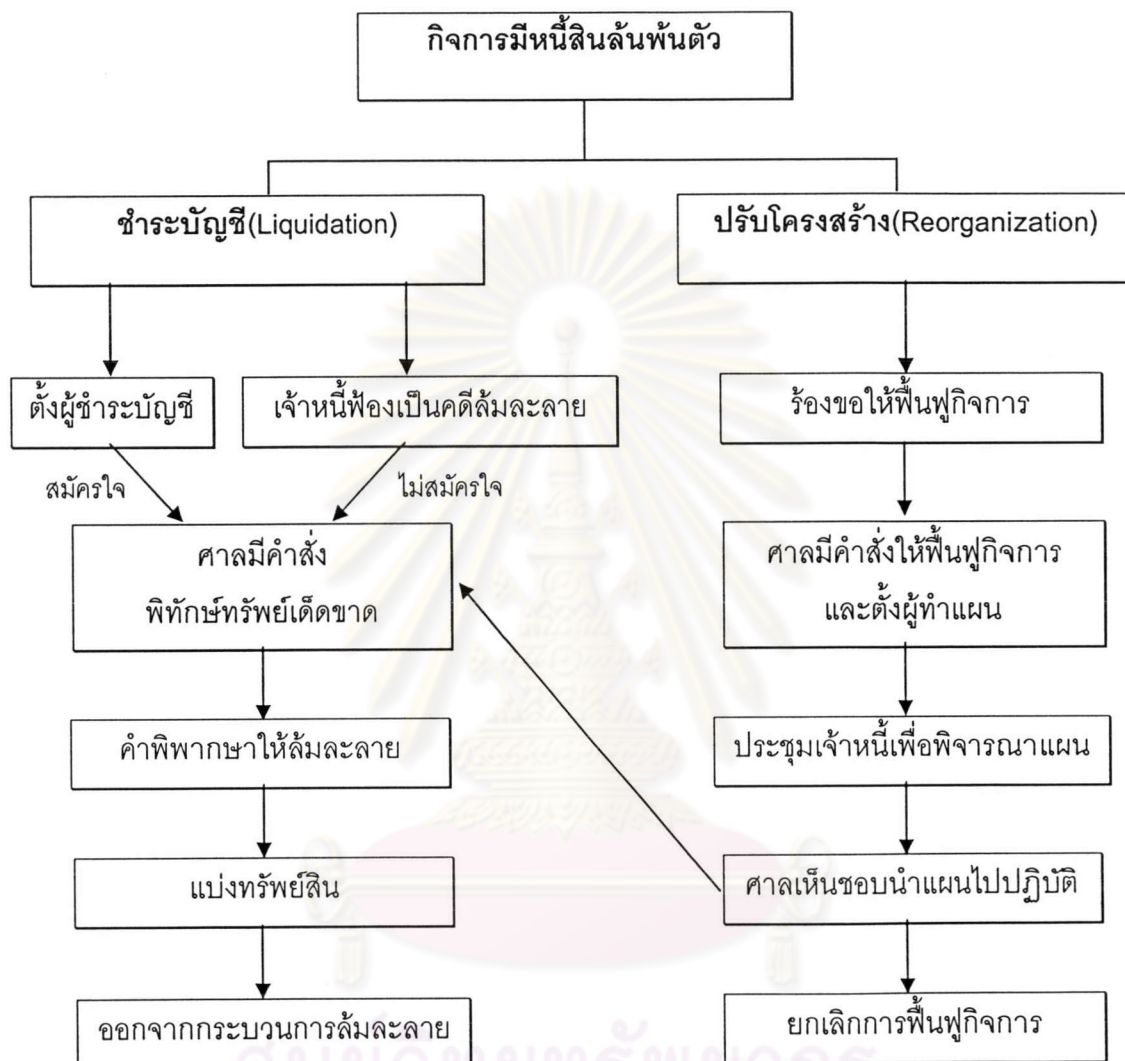 กิจการมีหนี้สินล้นพ้นตัว
ชำระบัญชี(Liquidation)
ปรับโครงสร้าง(Reorganization)
ตั้งผู้ชำระบัญชี
เจ้าหนี้ฟ้องเป็นคดีล้มละลาย
ร้องขอให้ฟื้นฟูกิจการ
สมัครใจ
ไม่สมัครใจ
ศาลมีคำสั่ง
พิทักษ์ทรัพย์เด็ดขาด
ศาลมีคำสั่งให้ฟื้นฟูกิจการ
และตั้งผู้ทำแผน
คำพิพากษาให้ล้มละลาย
ประชุมเจ้าหนี้เพื่อพิจารณาแผน
แบ่งทรัพย์สิน
ศาลเห็นชอบนำแผนไปปฏิบัติ
ออกจากกระบวนการล้มละลาย
ยกเลิกการฟื้นฟูกิจการ